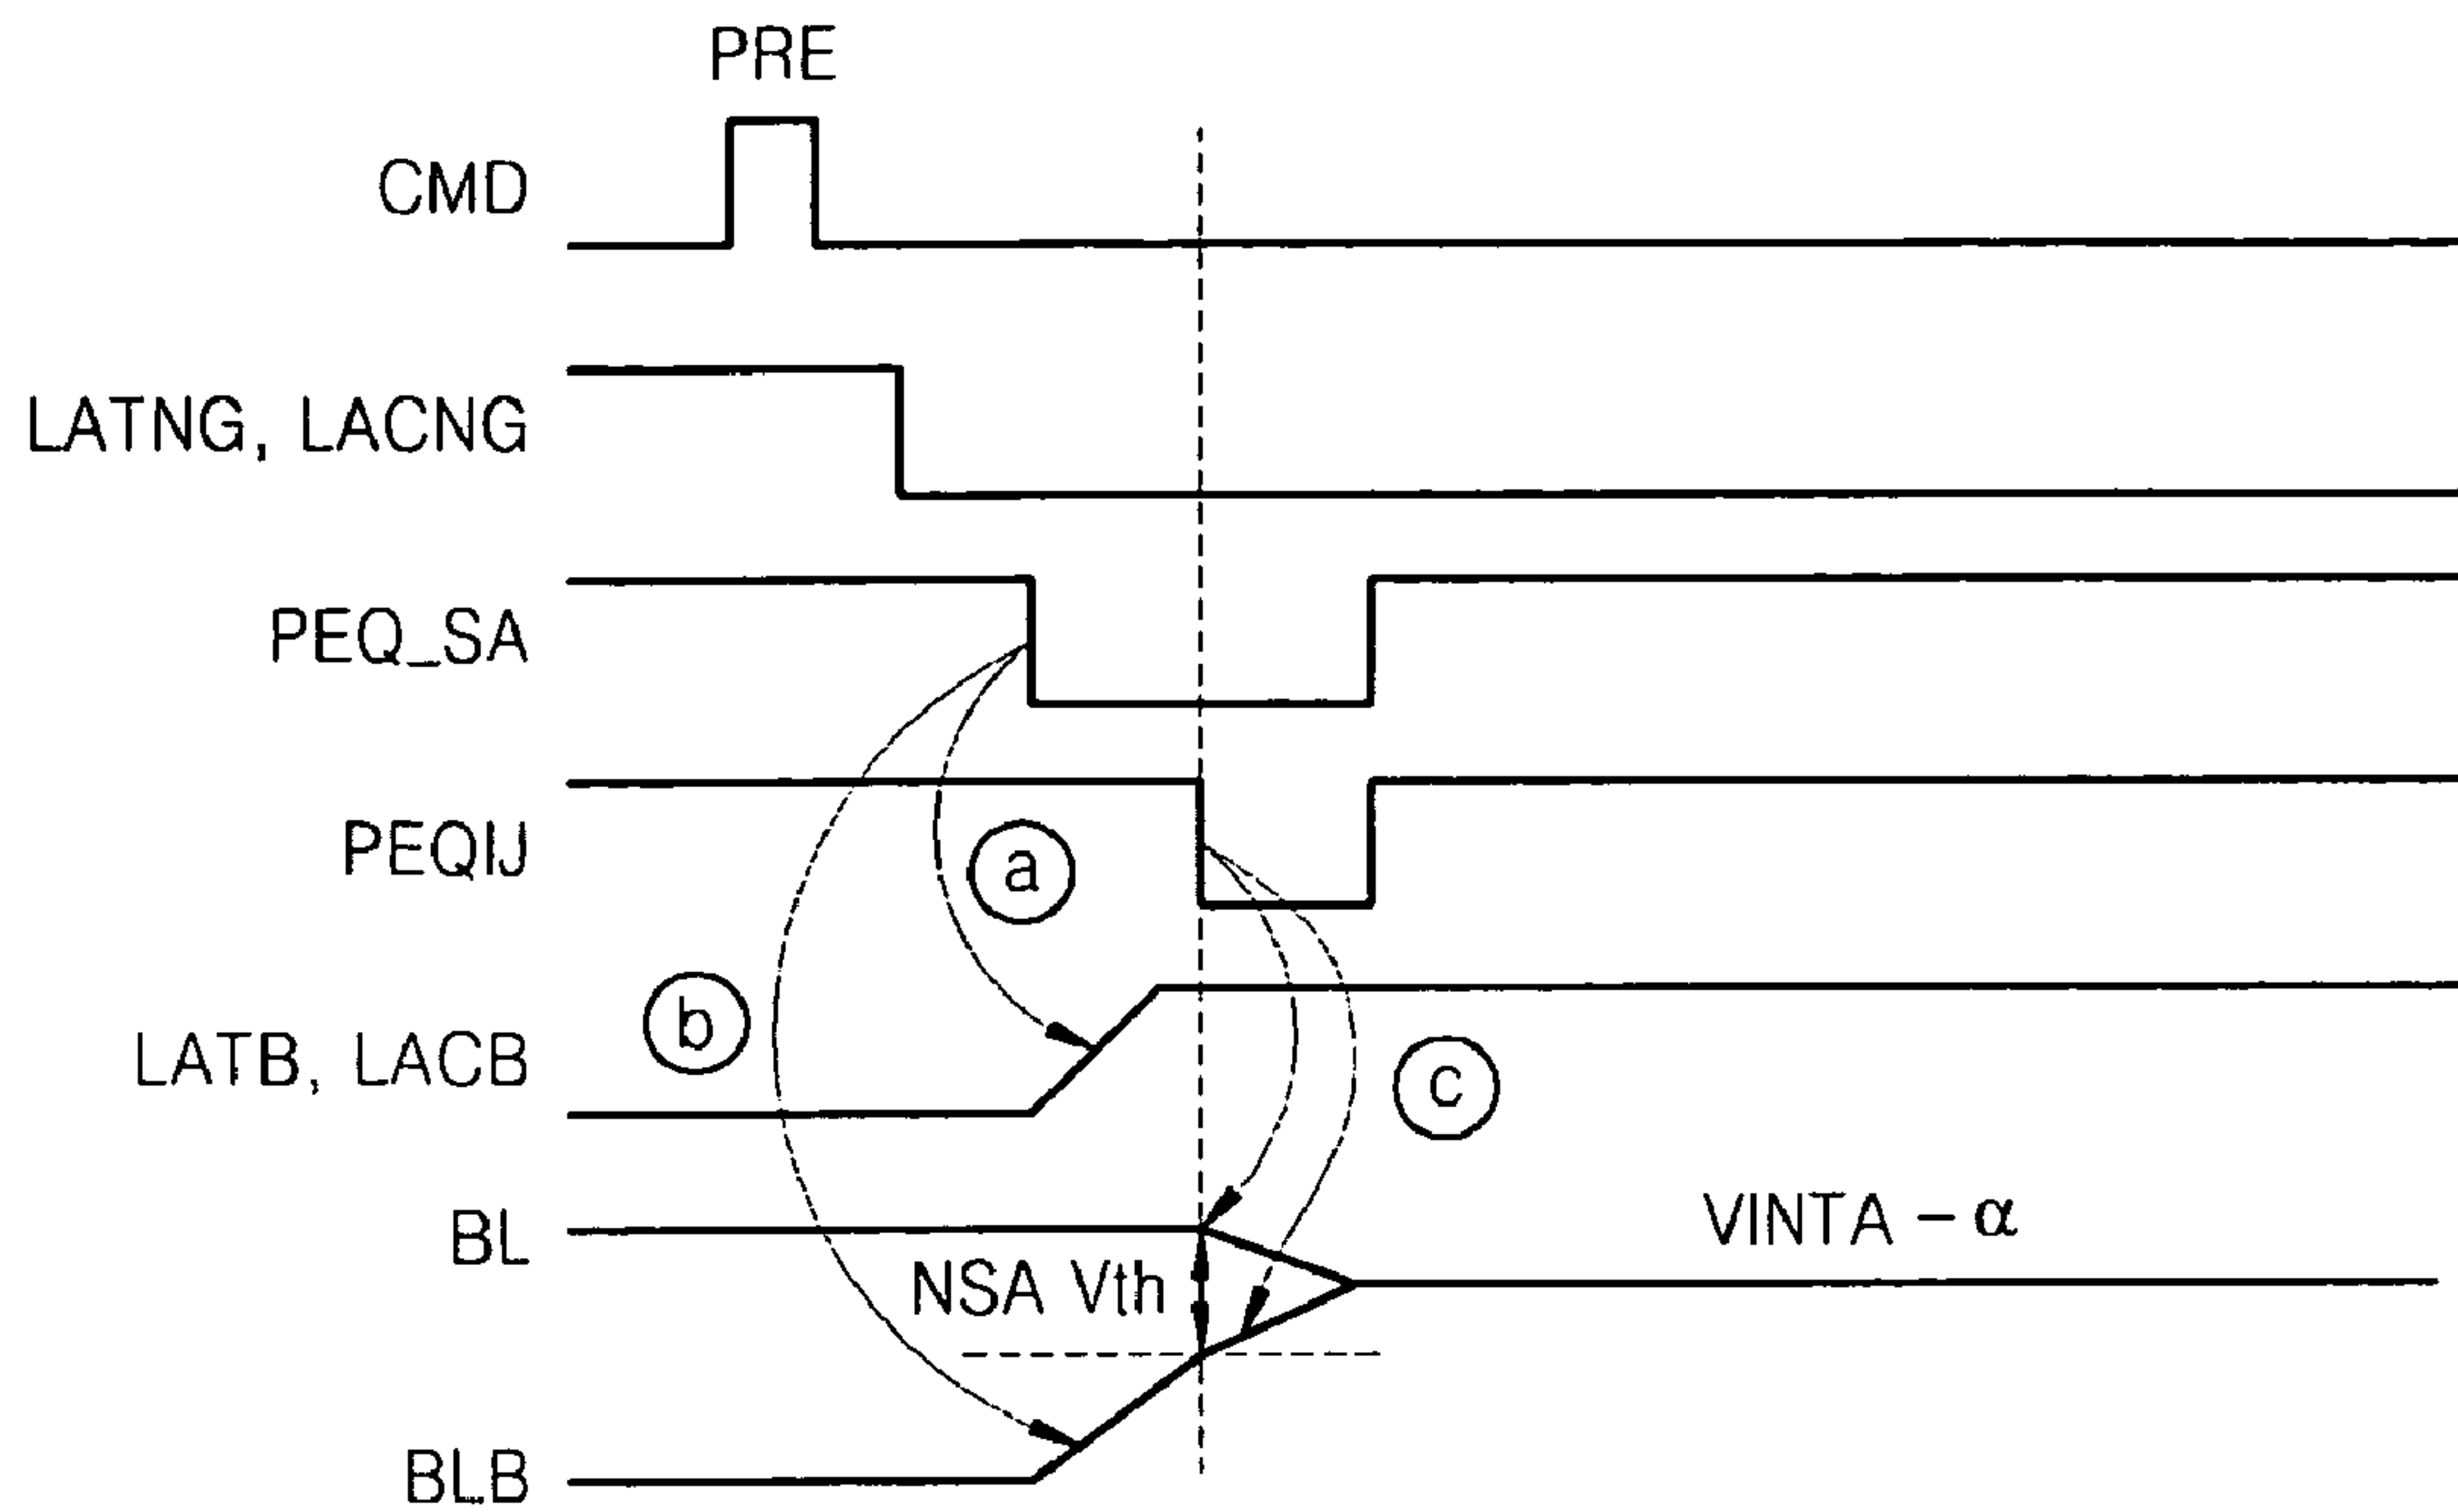 PRE
CMD
LATNG, LACNG
PEQ_SA
PEQIJ
a
b
LATB, LACB
c
BL
VINTA − α
NSA Vth
BLB